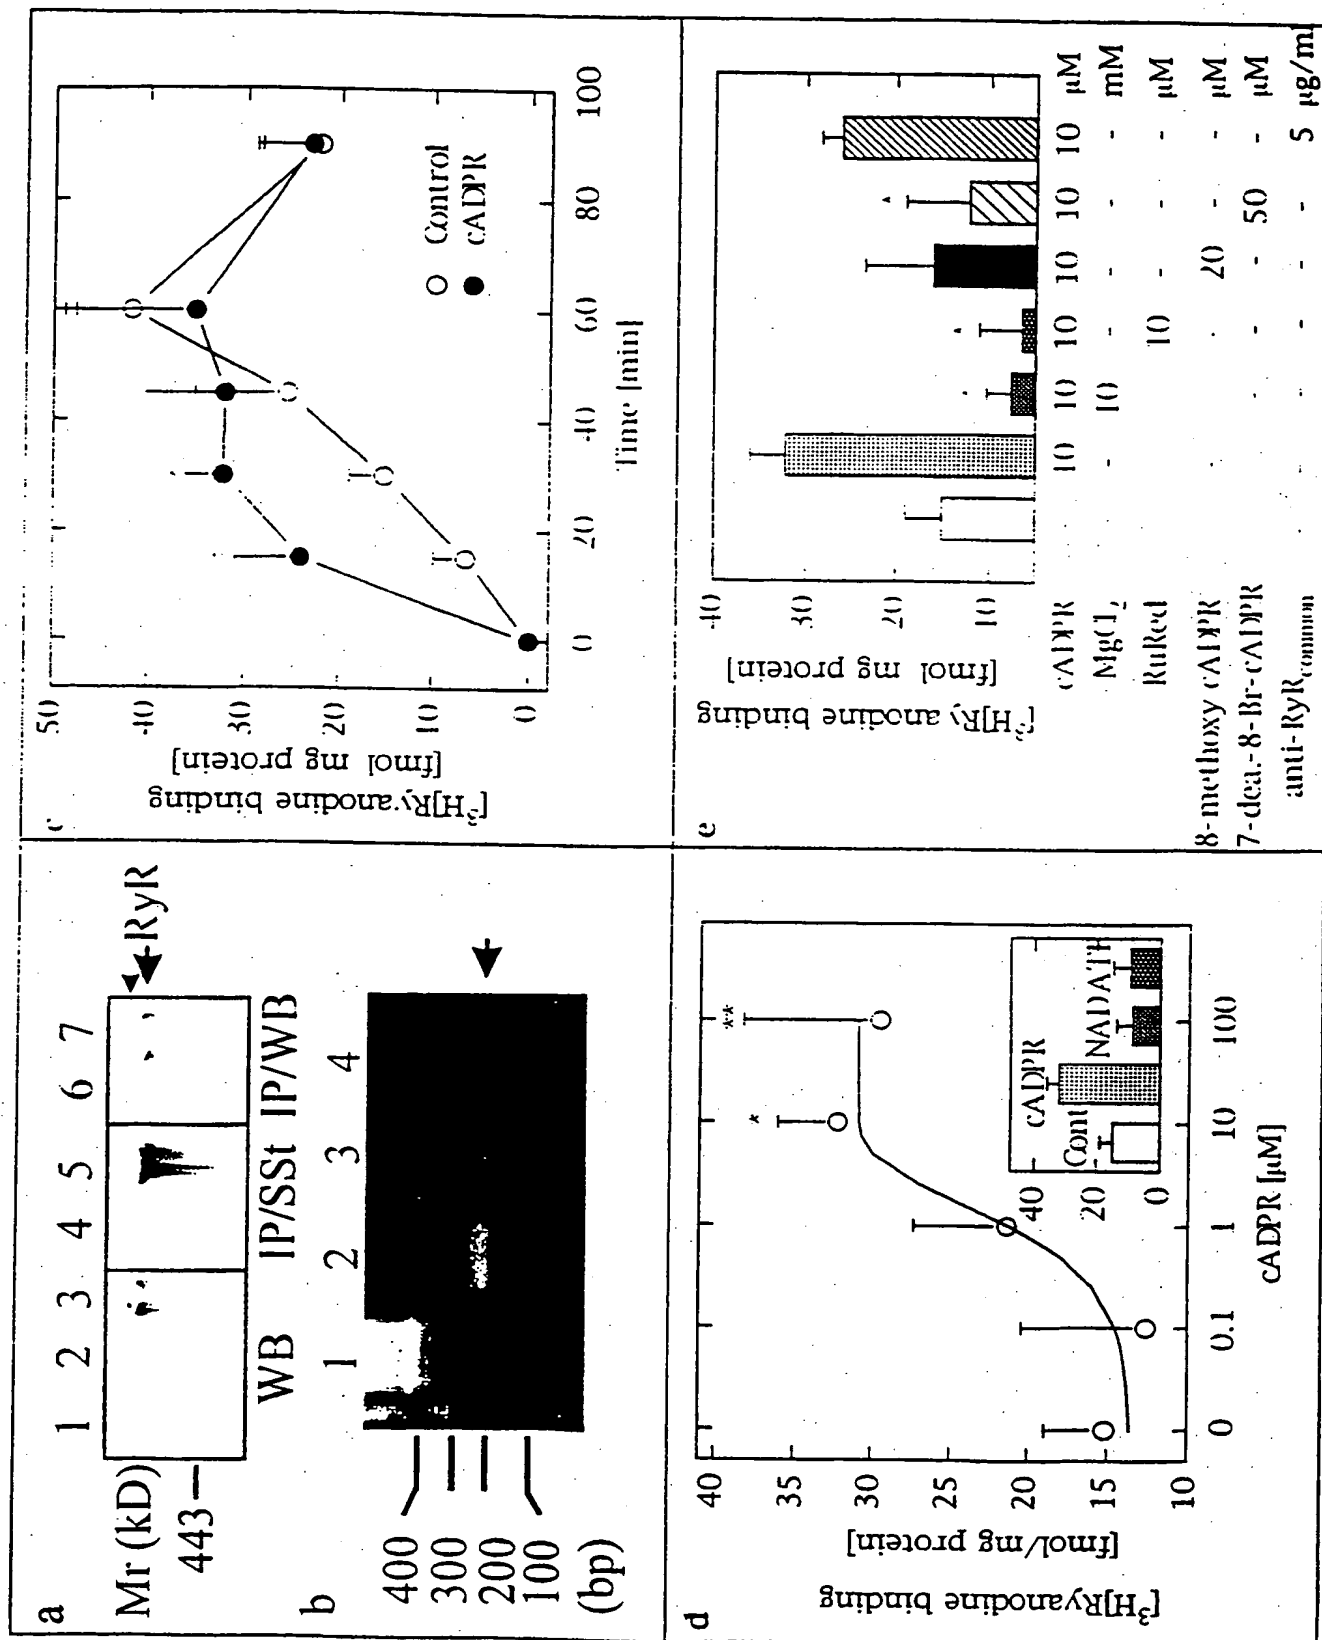 a
1 2 3 4 5 6 7
Mr (kD)
443
RyR
WB IP/SSt IP/WB
b
1 2 3 4
400
300
200
100
(bp)
c
[³H]Ryanodine binding
[fmol mg protein]
50
40
30
20
10
0
0 20 40 60 80 100
Time [min]
Control
cADPR
d
[³H]Ryanodine binding
[fmol/mg protein]
40
35
30
25
20
15
10
*
**
0 0.1 1 10 100
cADPR [µM]
40
20
0
Cont
cADPR
NAD
e
[³H]Ryanodine binding
[fmol mg protein]
40
30
20
10
cADPR 10 10 10 10 10 10 µM
MgCl₂ - 10 - - - - mM
RuRed 10 - - - µM
8-methoxy cADPR 20 - - µM
7-dea.-8-Br-cADPR - 50 - µM
anti-RyRcommon - - - - 5 µg/ml